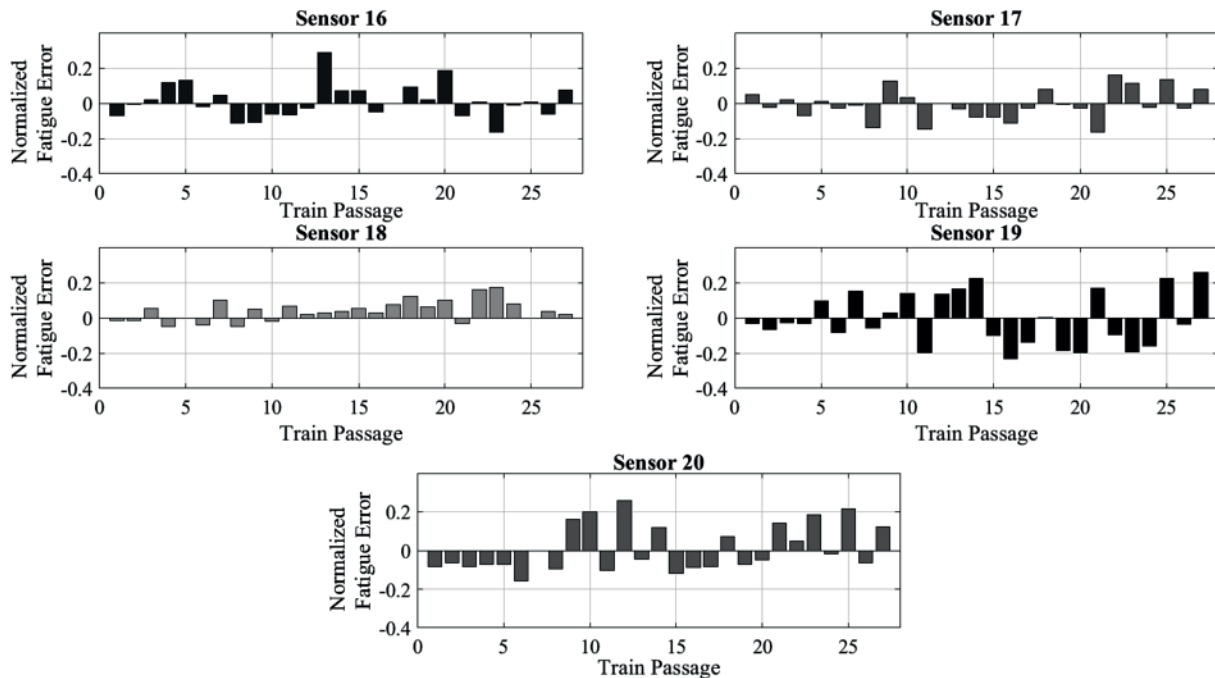 Sensor 16
Normalized
Fatigue Error
0.2
0
-0.2
-0.4
0 5 10 15 20 25
Train Passage
Sensor 17
Normalized
Fatigue Error
0.2
0
-0.2
-0.4
0 5 10 15 20 25
Train Passage
Sensor 18
Normalized
Fatigue Error
0.2
0
-0.2
-0.4
0 5 10 15 20 25
Train Passage
Sensor 19
Normalized
Fatigue Error
0.2
0
-0.2
-0.4
0 5 10 15 20 25
Train Passage
Sensor 20
Normalized
Fatigue Error
0.2
0
-0.2
-0.4
0 5 10 15 20 25
Train Passage